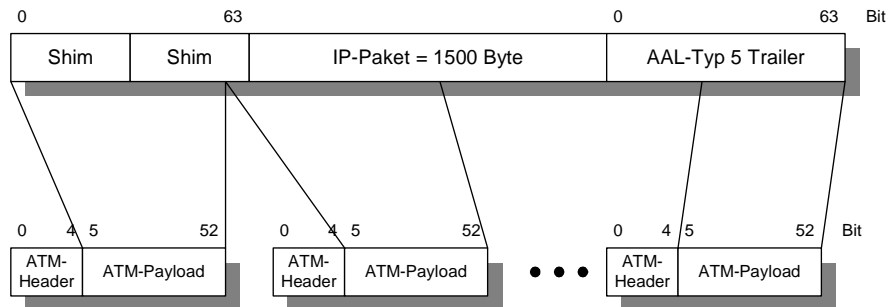 0 63 0 63 Bit
Shim Shim IP-Paket = 1500 Byte AAL-Typ 5 Trailer
0 4 5 52 0 4 5 52 0 4 5 52 Bit
ATM-Header ATM-Payload ATM-Header ATM-Payload ATM-Header ATM-Payload